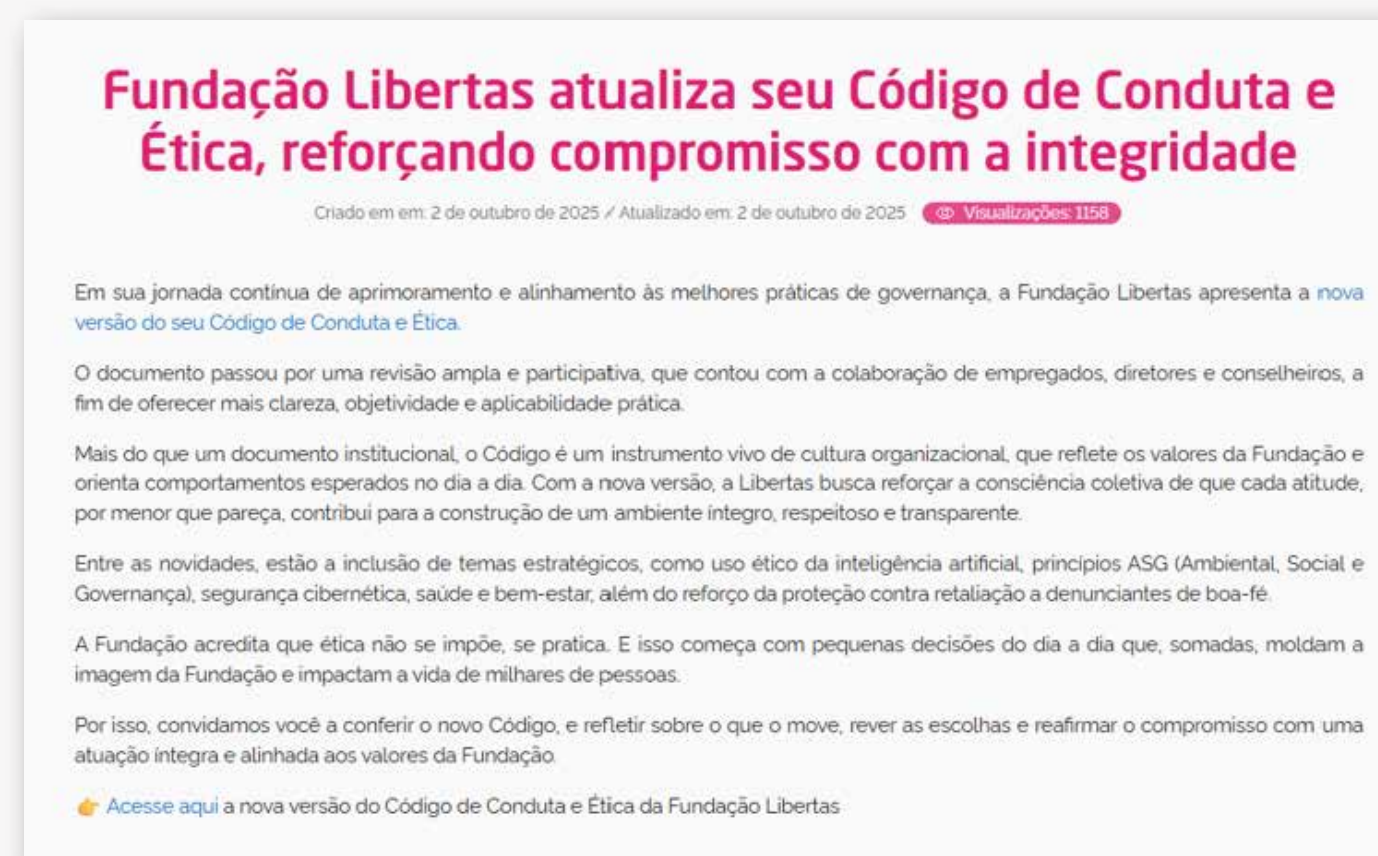 Fundação Libertas atualiza seu Código de Conduta e
Ética, reforçando compromisso com a integridade
Criado em em: 2 de outubro de 2025 / Atualizado em: 2 de outubro de 2025 Visualizações: 1158
Em sua jornada contínua de aprimoramento e alinhamento às melhores práticas de governança, a Fundação Libertas apresenta a nova
versão do seu Código de Conduta e Ética.
O documento passou por uma revisão ampla e participativa, que contou com a colaboração de empregados, diretores e conselheiros, a
fim de oferecer mais clareza, objetividade e aplicabilidade prática.
Mais do que um documento institucional, o Código é um instrumento vivo de cultura organizacional, que reflete os valores da Fundação e
orienta comportamentos esperados no dia a dia. Com a nova versão, a Libertas busca reforçar a consciência coletiva de que cada atitude,
por menor que pareça, contribui para a construção de um ambiente íntegro, respeitoso e transparente.
Entre as novidades, estão a inclusão de temas estratégicos, como uso ético da inteligência artificial, princípios ASG (Ambiental, Social e
Governança), segurança cibernética, saúde e bem-estar, além do reforço da proteção contra retaliação a denunciantes de boa-fé.
A Fundação acredita que ética não se impõe, se pratica. E isso começa com pequenas decisões do dia a dia que, somadas, moldam a
imagem da Fundação e impactam a vida de milhares de pessoas.
Por isso, convidamos você a conferir o novo Código, e refletir sobre o que o move, rever as escolhas e reafirmar o compromisso com uma
atuação íntegra e alinhada aos valores da Fundação.
👉 Acesse aqui a nova versão do Código de Conduta e Ética da Fundação Libertas